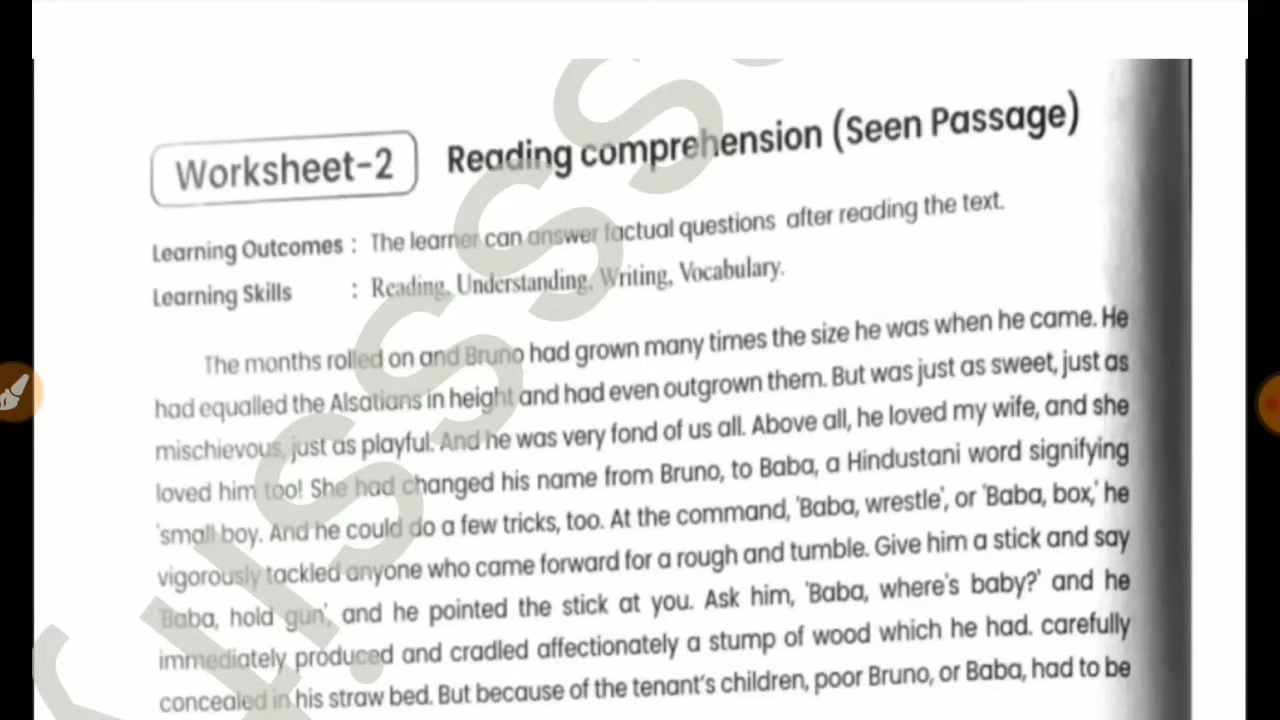 Worksheet-2 Reading comprehension (Seen Passage)
Learning Outcomes : The learner can answer factual questions after reading the text.
Learning Skills : Reading, Understanding, Writing, Vocabulary.
The months rolled on and Bruno had grown many times the size he was when he came. He
had equalled the Alsatians in height and had even outgrown them. But was just as sweet, just as
mischievous, just as playful. And he was very fond of us all. Above all, he loved my wife, and she
loved him too! She had changed his name from Bruno, to Baba, a Hindustani word signifying
'small boy. And he could do a few tricks, too. At the command, 'Baba, wrestle', or 'Baba, box,' he
vigorously tackled anyone who came forward for a rough and tumble. Give him a stick and say
'Baba, hold gun', and he pointed the stick at you. Ask him, 'Baba, where's baby?' and he
immediately produced and cradled affectionately a stump of wood which he had. carefully
concealed in his straw bed. But because of the tenant's children, poor Bruno, or Baba, had to be